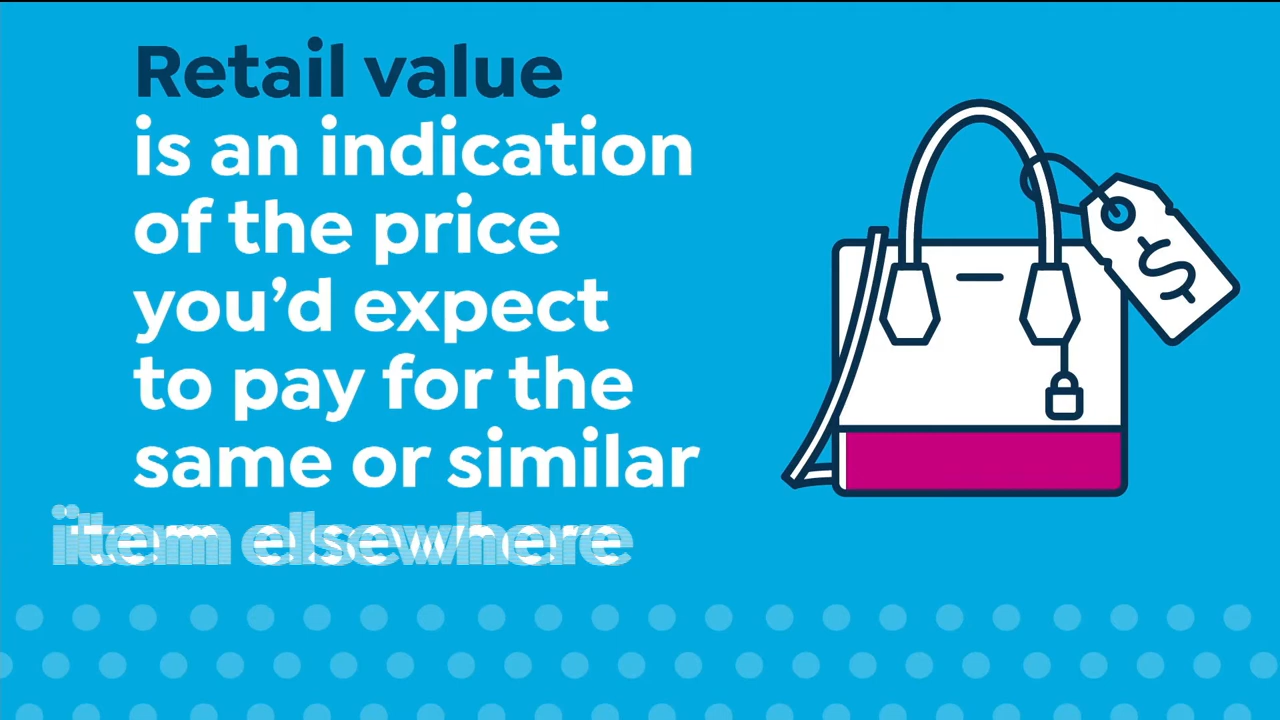 Retail value
is an indication
of the price
you'd expect
to pay for the
same or similar
item elsewhere
$